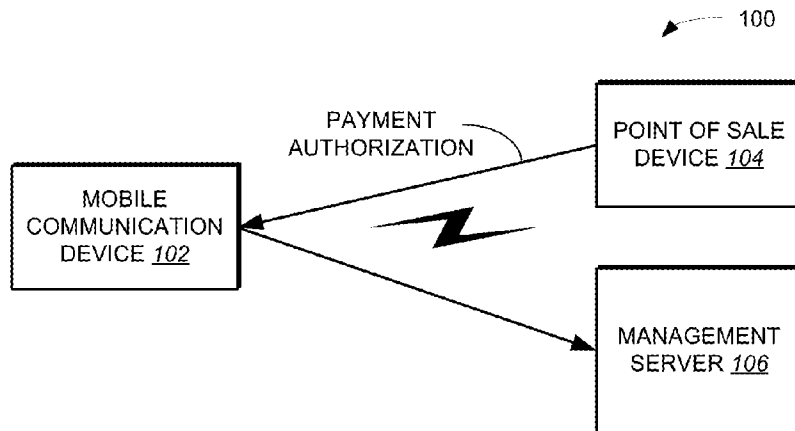 100
PAYMENT
AUTHORIZATION
POINT OF SALE
DEVICE 104
MOBILE
COMMUNICATION
DEVICE 102
MANAGEMENT
SERVER 106